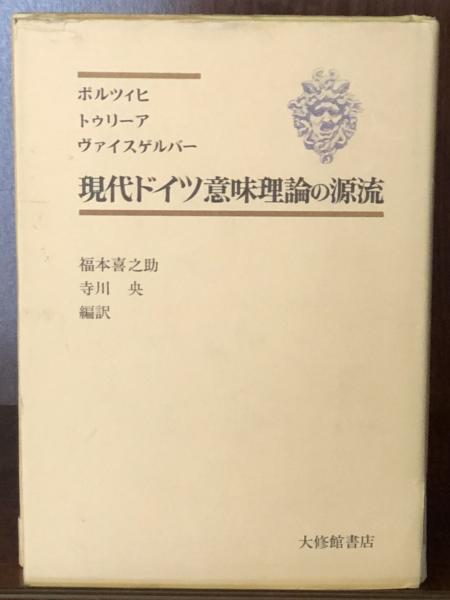 ポルツィヒ
トゥリーア
ヴァイスゲルバー
現代ドイツ意味理論の源流
福本喜之助
寺川 央
編訳
大修館書店